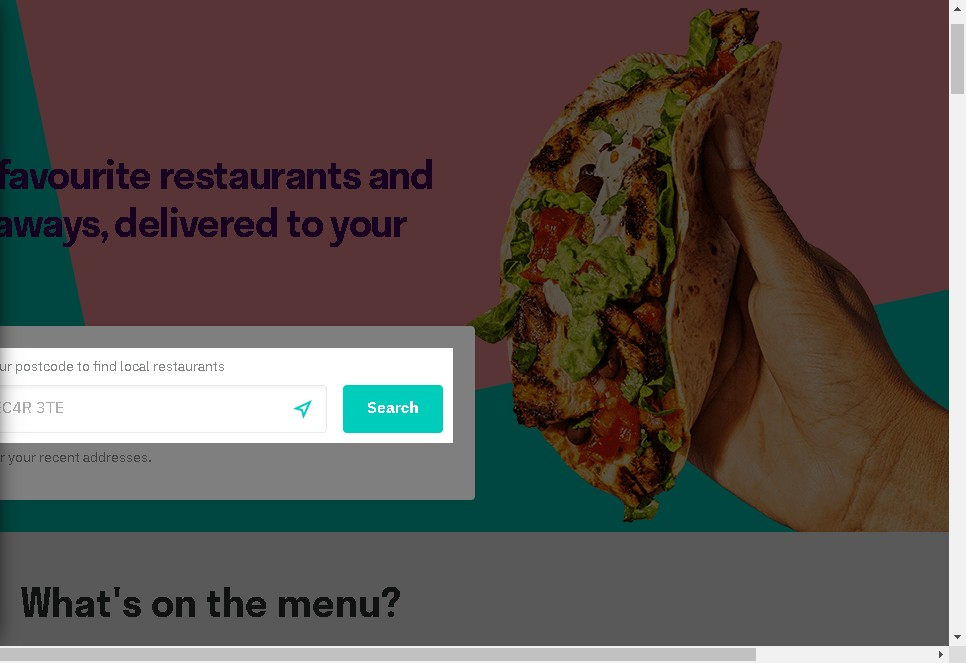 favourite restaurants and
aways, delivered to your
ur postcode to find local restaurants
EC4R 3TE
Search
r your recent addresses.
What's on the menu?